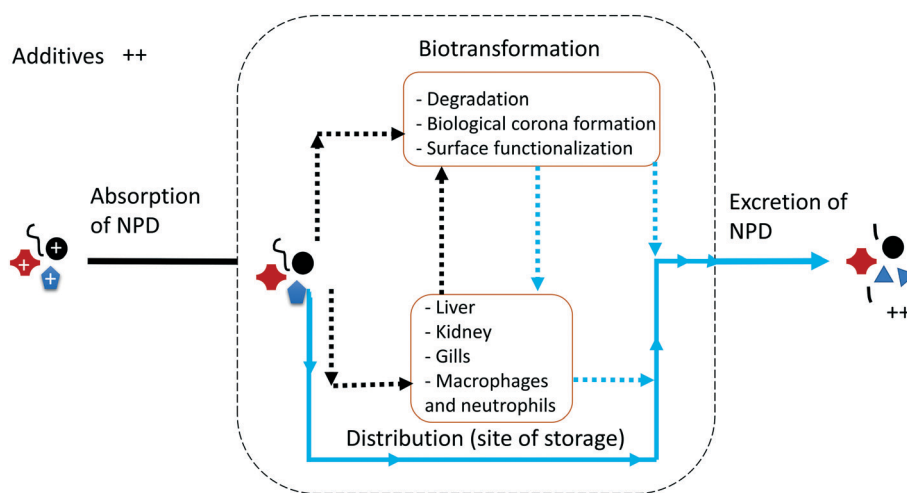 Additives ++
Biotransformation
- Degradation
- Biological corona formation
- Surface functionalization
Absorption
of NPD
+
+
+
Excretion of
NPD
++
- Liver
- Kidney
- Gills
- Macrophages
and neutrophils
Distribution (site of storage)